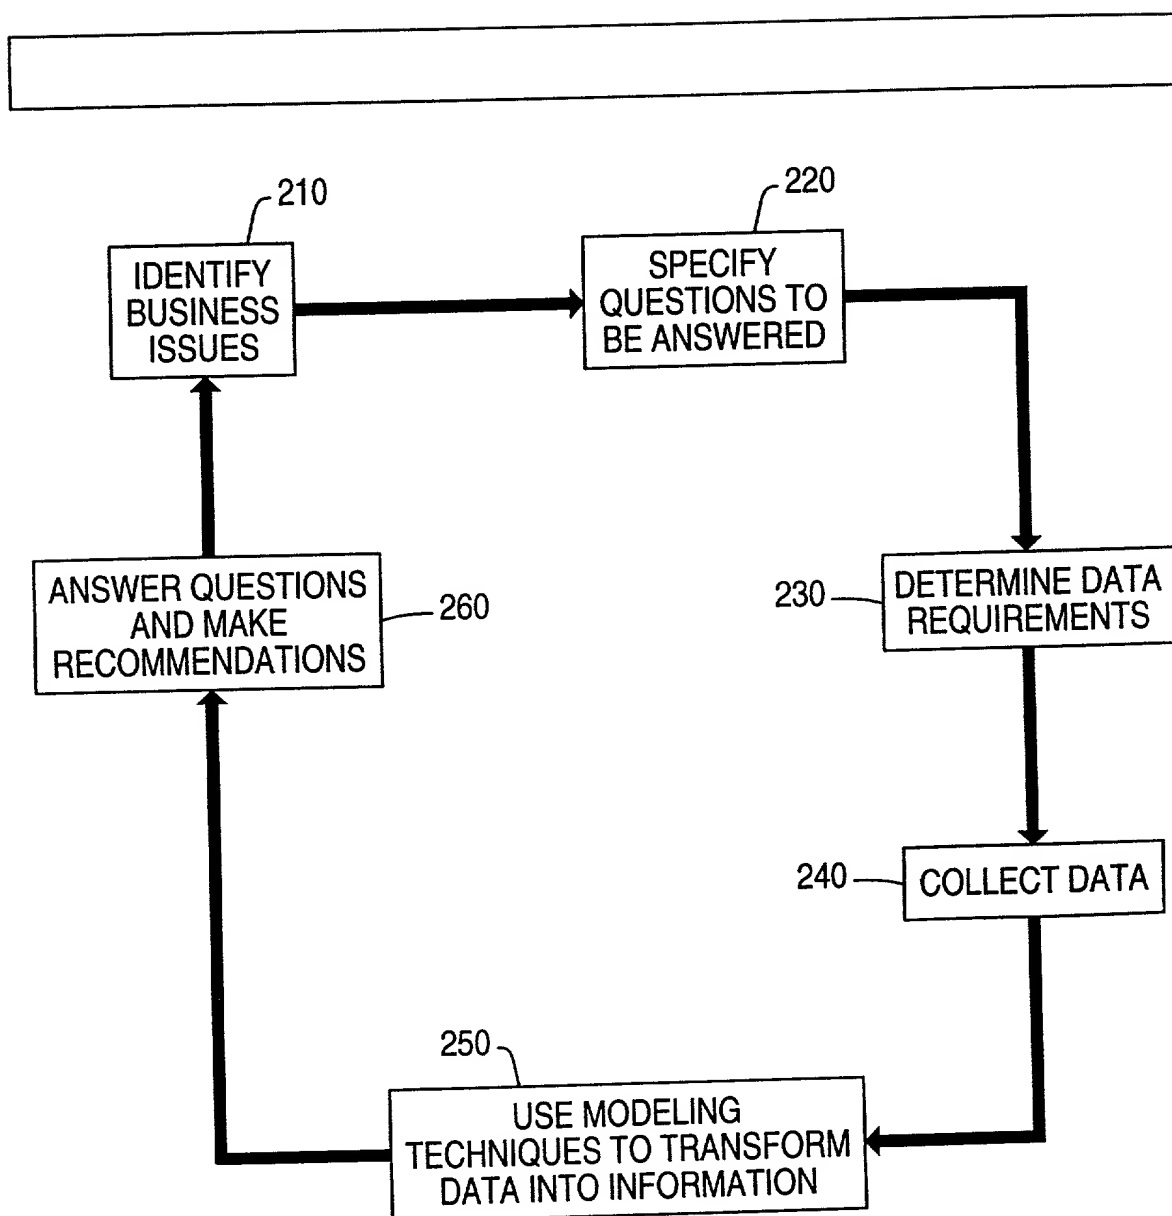 210
IDENTIFY
BUSINESS
ISSUES
220
SPECIFY
QUESTIONS TO
BE ANSWERED
230
DETERMINE DATA
REQUIREMENTS
240
COLLECT DATA
250
USE MODELING
TECHNIQUES TO TRANSFORM
DATA INTO INFORMATION
260
ANSWER QUESTIONS
AND MAKE
RECOMMENDATIONS